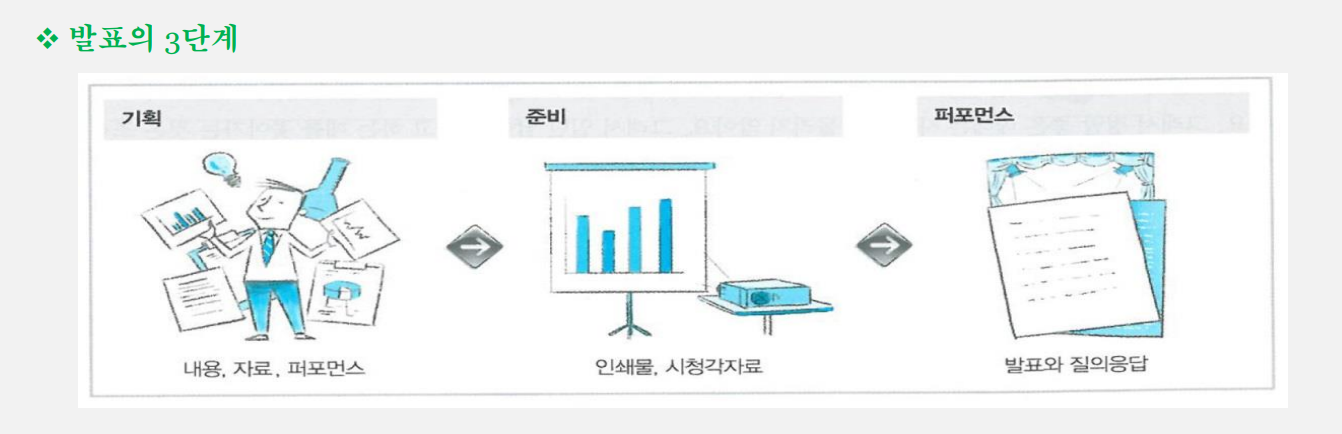 ❖ 발표의 3단계
기획
준비
퍼포먼스
내용, 자료, 퍼포먼스
인쇄물, 시청각자료
발표와 질의응답